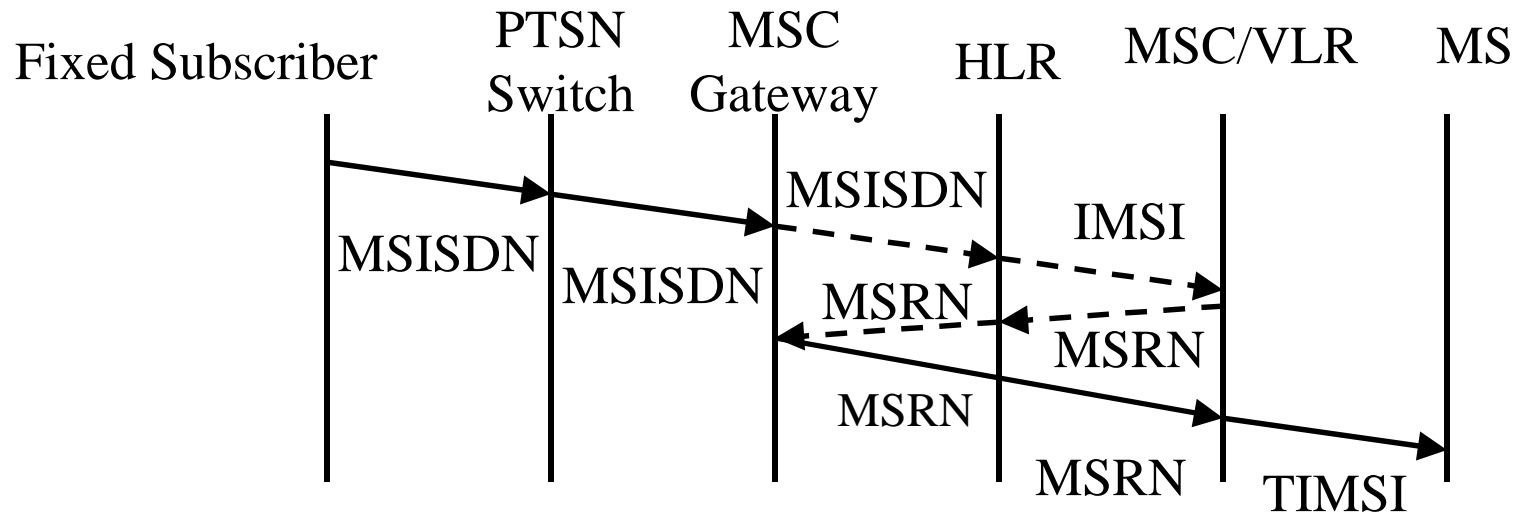 Fixed Subscriber
PTSN
Switch
MSC
Gateway
HLR
MSC/VLR
MS
MSISDN
MSISDN
MSISDN
IMSI
MSRN
MSRN
MSRN
MSRN
TIMSI